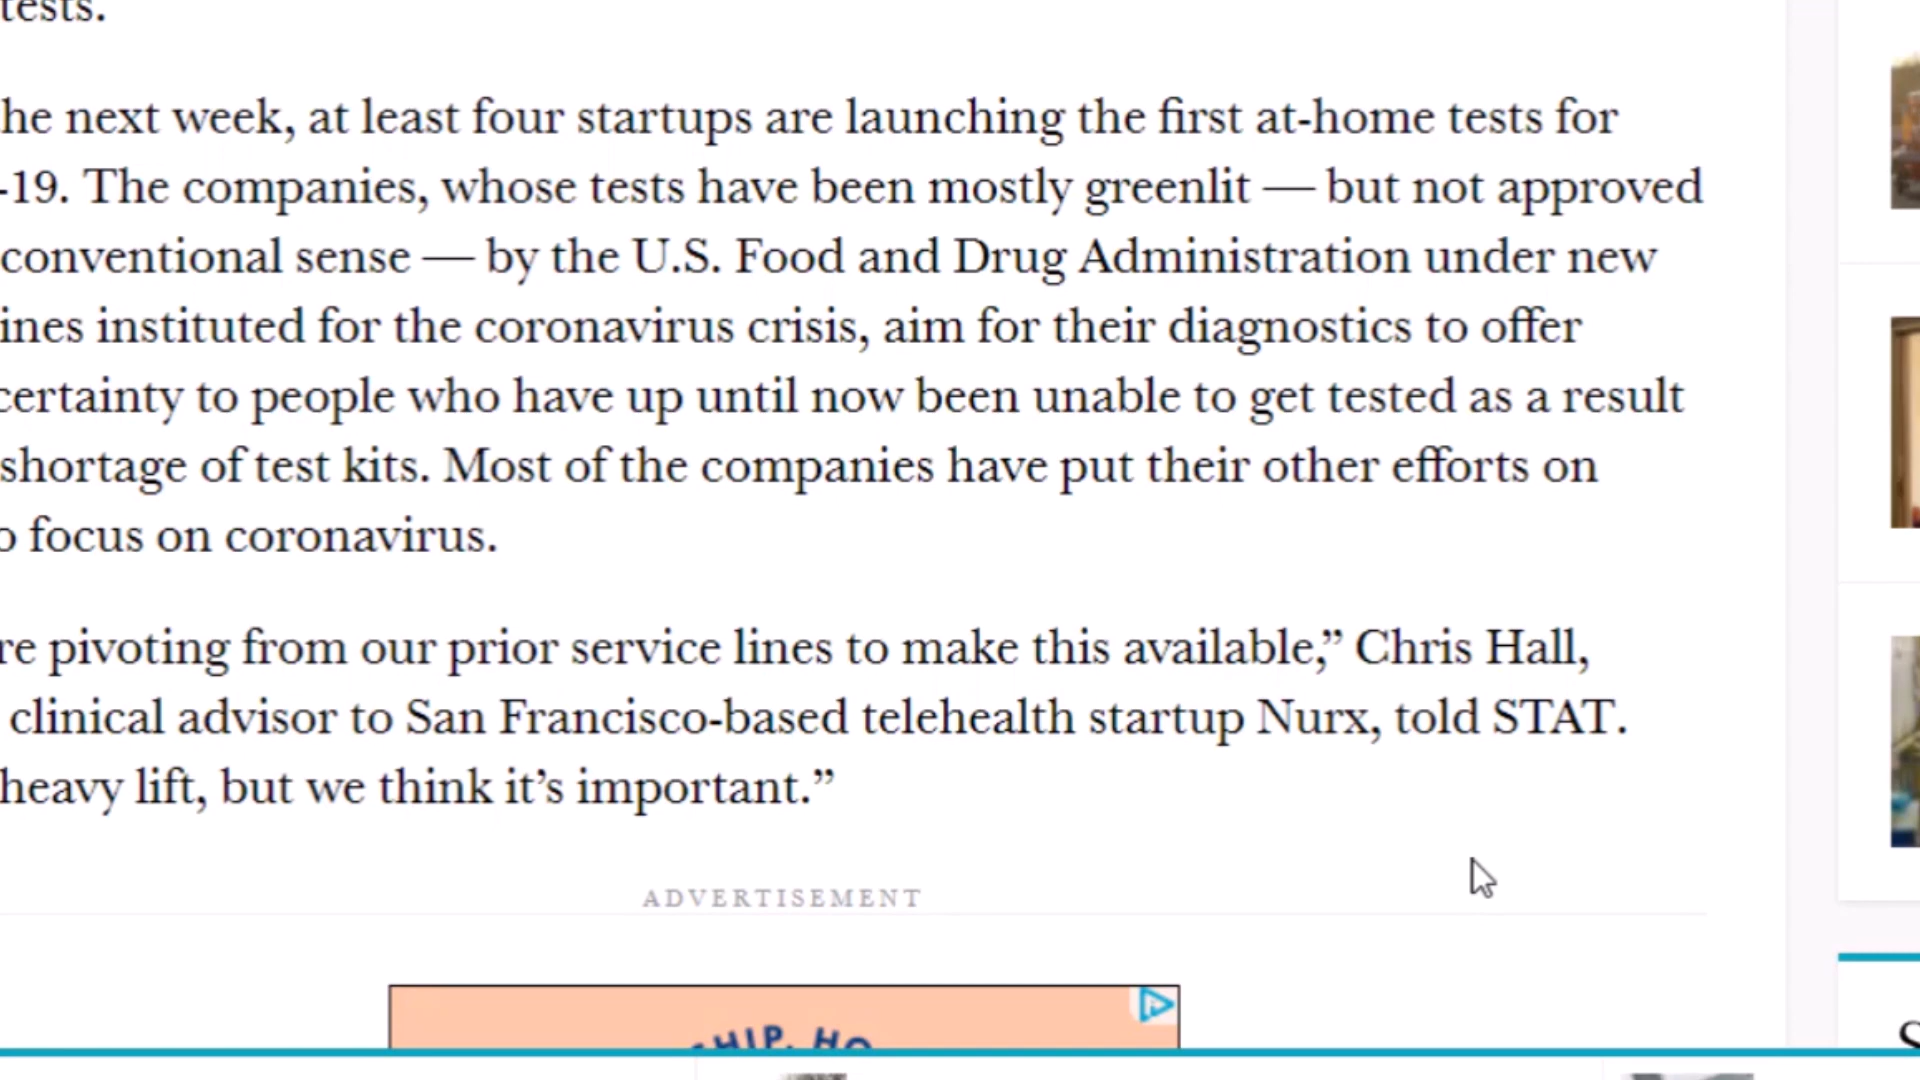 tests.
he next week, at least four startups are launching the first at-home tests for
-19. The companies, whose tests have been mostly greenlit — but not approved
conventional sense — by the U.S. Food and Drug Administration under new
ines instituted for the coronavirus crisis, aim for their diagnostics to offer
certainty to people who have up until now been unable to get tested as a result
shortage of test kits. Most of the companies have put their other efforts on
o focus on coronavirus.
re pivoting from our prior service lines to make this available,” Chris Hall,
clinical advisor to San Francisco-based telehealth startup Nurx, told STAT.
heavy lift, but we think it’s important.”
ADVERTISEMENT
HIP, HO
S